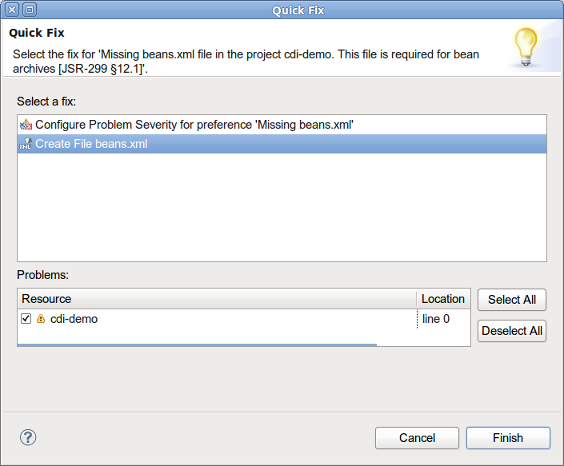 Quick Fix
Quick Fix
Select the fix for 'Missing beans.xml file in the project cdi-demo. This file is required for bean
archives [JSR-299 §12.1]'.
Select a fix:
Configure Problem Severity for preference 'Missing beans.xml'
Create File beans.xml
Problems:
Resource Location
cdi-demo line 0
Select All
Deselect All
Cancel Finish